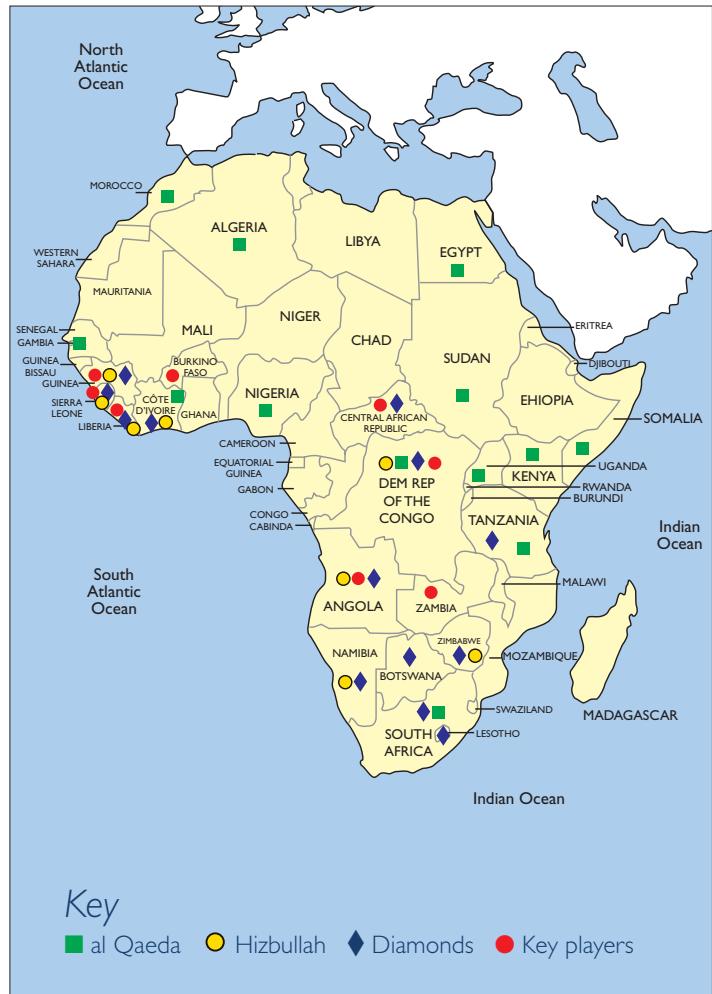 North
Atlantic
Ocean
MOROCCO
ALGERIA
LIBYA
EGYPT
WESTERN
SAHARA
MAURITANIA
MALI
NIGER
CHAD
SUDAN
ERITREA
SENEGAL
GAMBIA
GUINEA
BISSAU
GUINEA
SIERRA
LEONE
LIBERIA
BURKINO
FASO
CÔTE
D'IVOIRE
GHANA
NIGERIA
CENTRAL AFRICAN
REPUBLIC
DJIBOUTI
EHIOPIA
SOMALIA
CAMEROON
EQUATORIAL
GUINEA
GABON
CONGO
CABINDA
DEM REP
OF THE
CONGO
UGANDA
KENYA
RWANDA
BURUNDI
TANZANIA
Indian
Ocean
South
Atlantic
Ocean
ANGOLA
ZAMBIA
MALAWI
ZIMBABWE
MOZAMBIQUE
NAMIBIA
BOTSWANA
SWAZILAND
MADAGASCAR
SOUTH
AFRICA
LESOTHO
Indian Ocean
Key
al Qaeda
Hizbullah
Diamonds
Key players